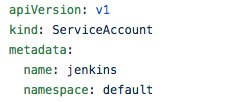 apiVersion: v1
kind: ServiceAccount
metadata:
  name: jenkins
  namespace: default